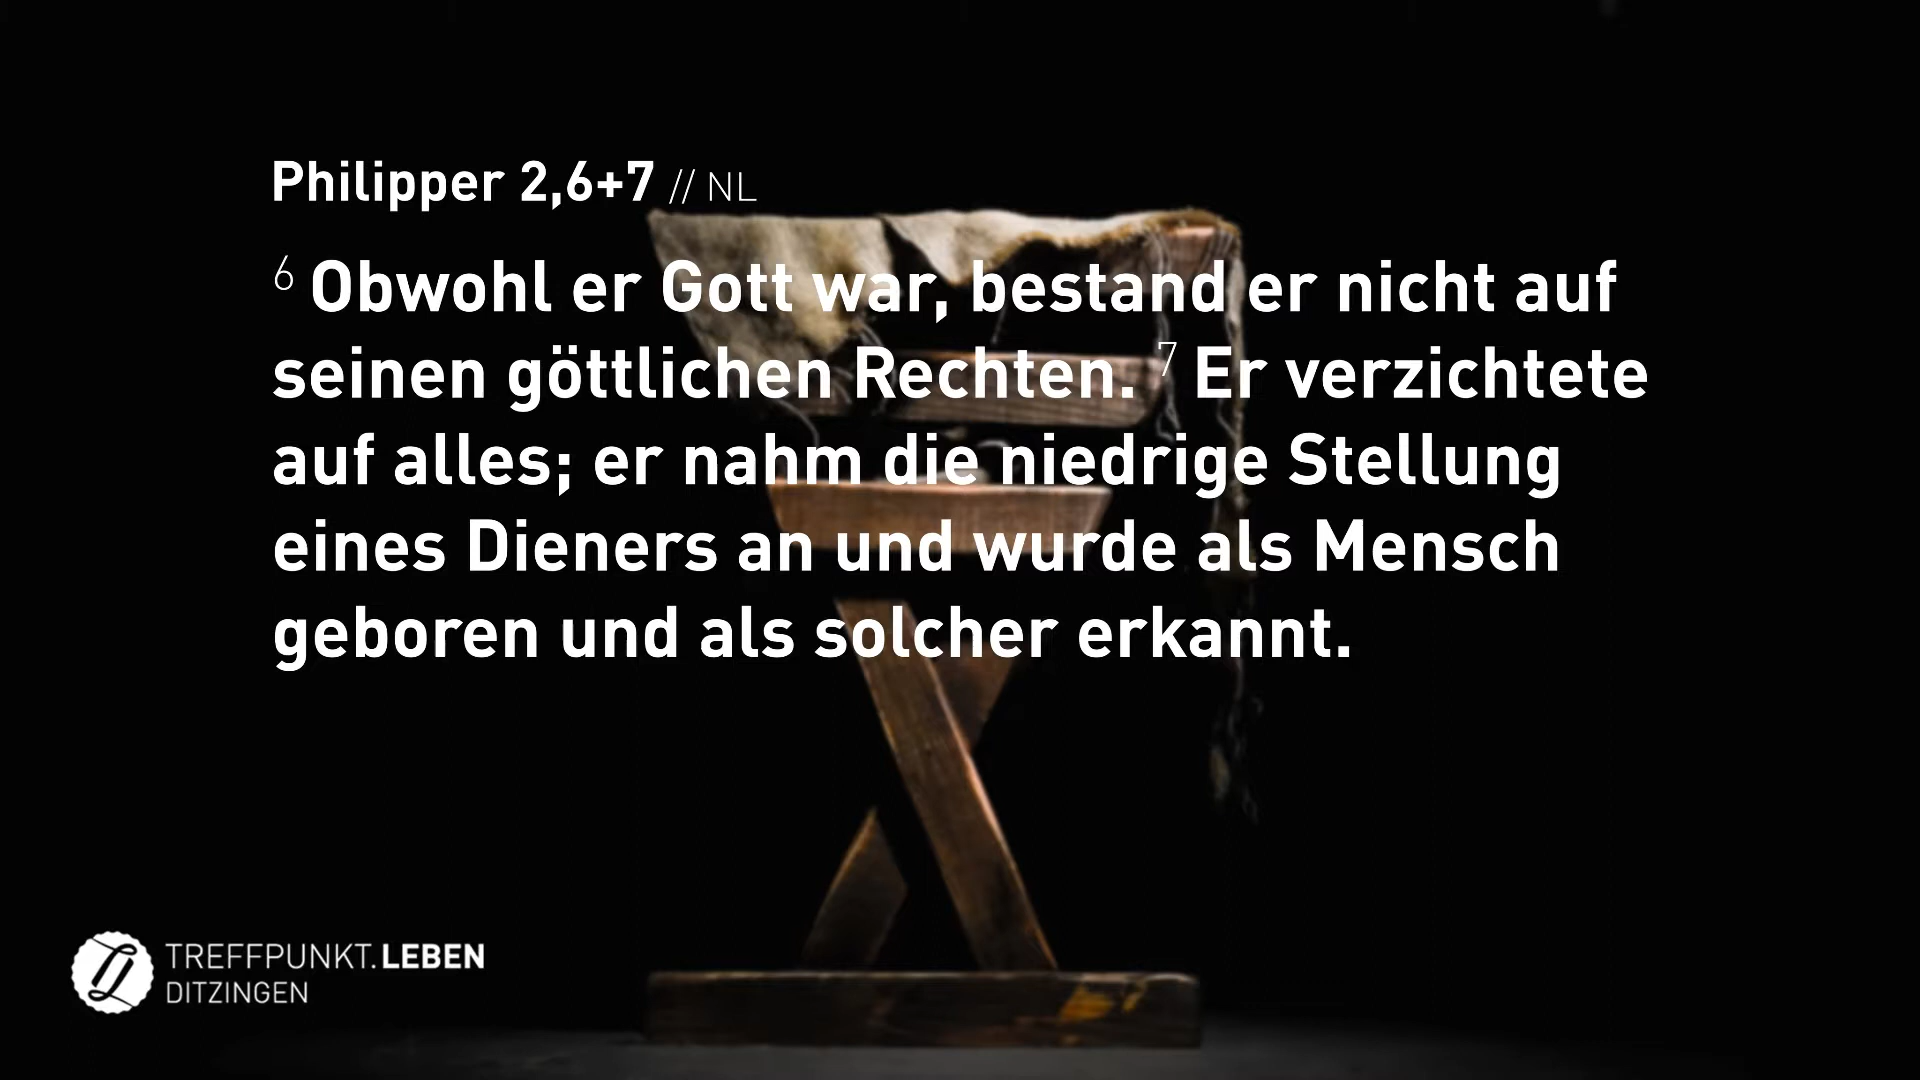 Philipper 2,6+7 // NL
6 Obwohl er Gott war, bestand er nicht auf
seinen göttlichen Rechten. 7 Er verzichtete
auf alles; er nahm die niedrige Stellung
eines Dieners an und wurde als Mensch
geboren und als solcher erkannt.
TREFFPUNKT.LEBEN
DITZINGEN